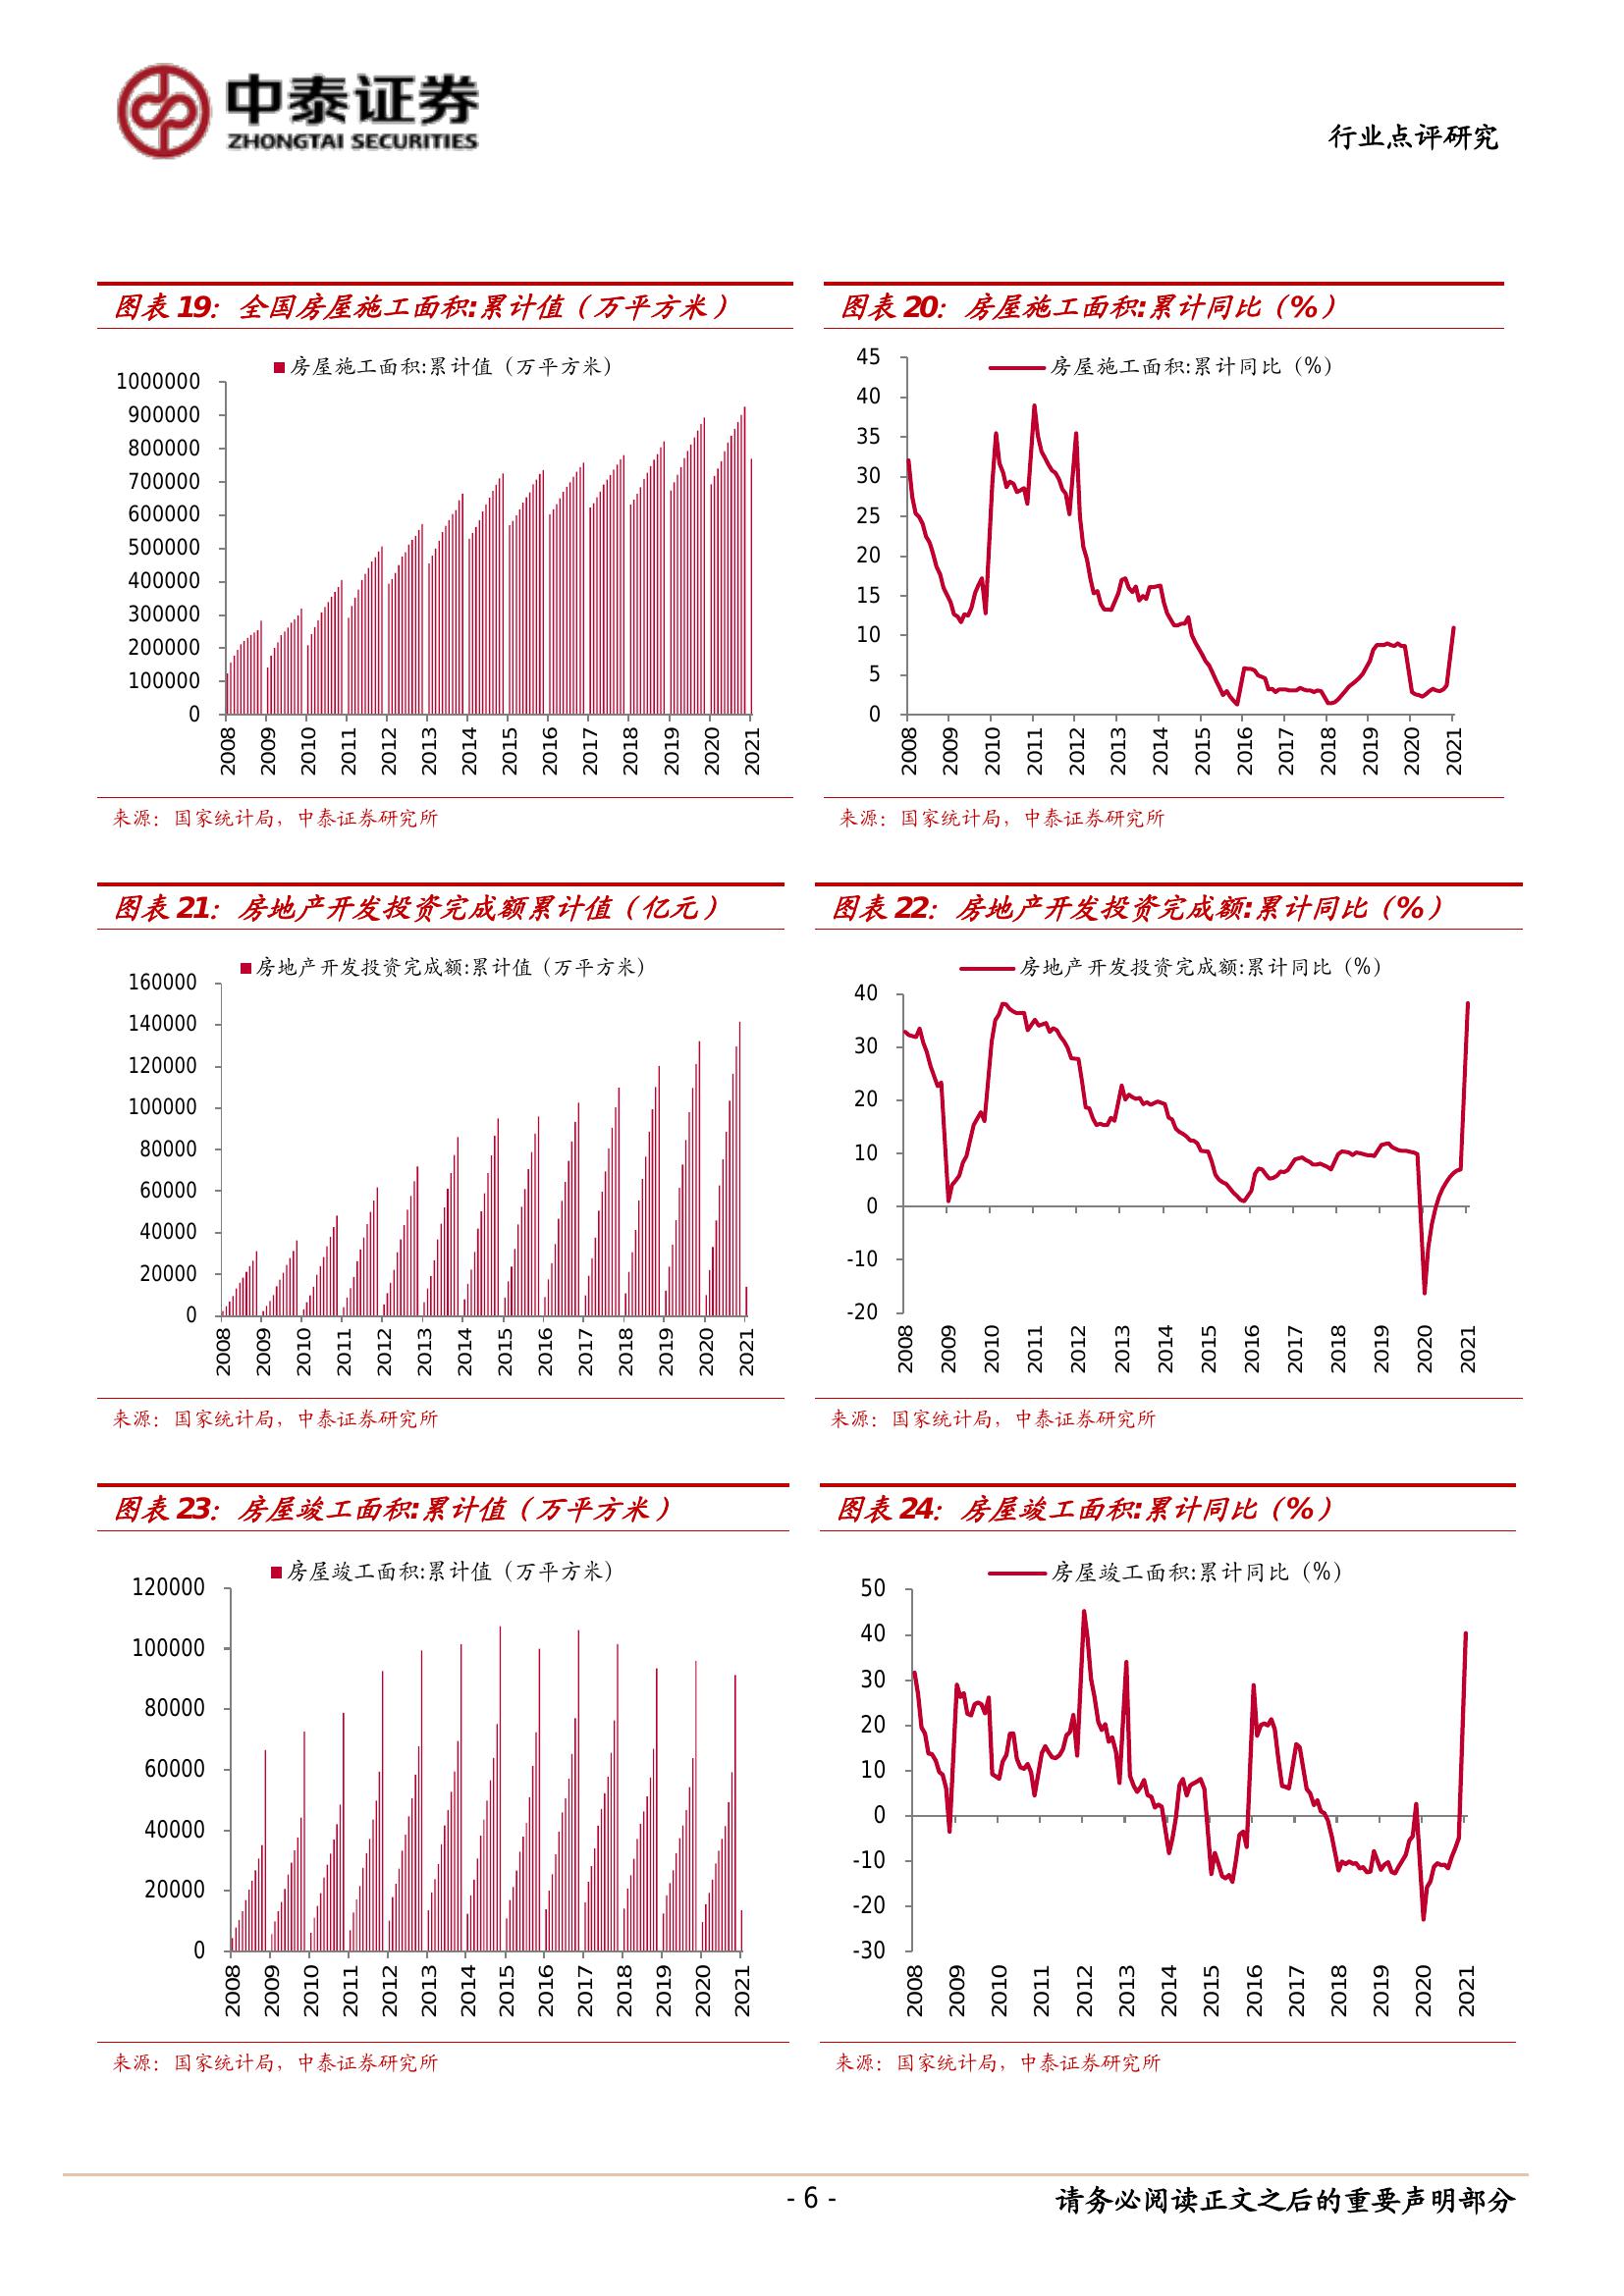 中泰证券
ZHONGTAI SECURITIES
行业点评研究
图表 19：全国房屋施工面积:累计值（万平方米）
房屋施工面积:累计值（万平方米）
1000000
900000
800000
700000
600000
500000
400000
300000
200000
100000
0
2008 2009 2010 2011 2012 2013 2014 2015 2016 2017 2018 2019 2020 2021
来源：国家统计局，中泰证券研究所
图表 20：房屋施工面积:累计同比（%）
房屋施工面积:累计同比（%）
45
40
35
30
25
20
15
10
5
0
2008 2009 2010 2011 2012 2013 2014 2015 2016 2017 2018 2019 2020 2021
来源：国家统计局，中泰证券研究所
图表 21：房地产开发投资完成额累计值（亿元）
房地产开发投资完成额:累计值（万平方米）
160000
140000
120000
100000
80000
60000
40000
20000
0
2008 2009 2010 2011 2012 2013 2014 2015 2016 2017 2018 2019 2020 2021
来源：国家统计局，中泰证券研究所
图表 22：房地产开发投资完成额:累计同比（%）
房地产开发投资完成额:累计同比（%）
40
30
20
10
0
-10
-20
2008 2009 2010 2011 2012 2013 2014 2015 2016 2017 2018 2019 2020 2021
来源：国家统计局，中泰证券研究所
图表 23：房屋竣工面积:累计值（万平方米）
房屋竣工面积:累计值（万平方米）
120000
100000
80000
60000
40000
20000
0
2008 2009 2010 2011 2012 2013 2014 2015 2016 2017 2018 2019 2020 2021
来源：国家统计局，中泰证券研究所
图表 24：房屋竣工面积:累计同比（%）
房屋竣工面积:累计同比（%）
50
40
30
20
10
0
-10
-20
-30
2008 2009 2010 2011 2012 2013 2014 2015 2016 2017 2018 2019 2020 2021
来源：国家统计局，中泰证券研究所
- 6 -
请务必阅读正文之后的重要声明部分